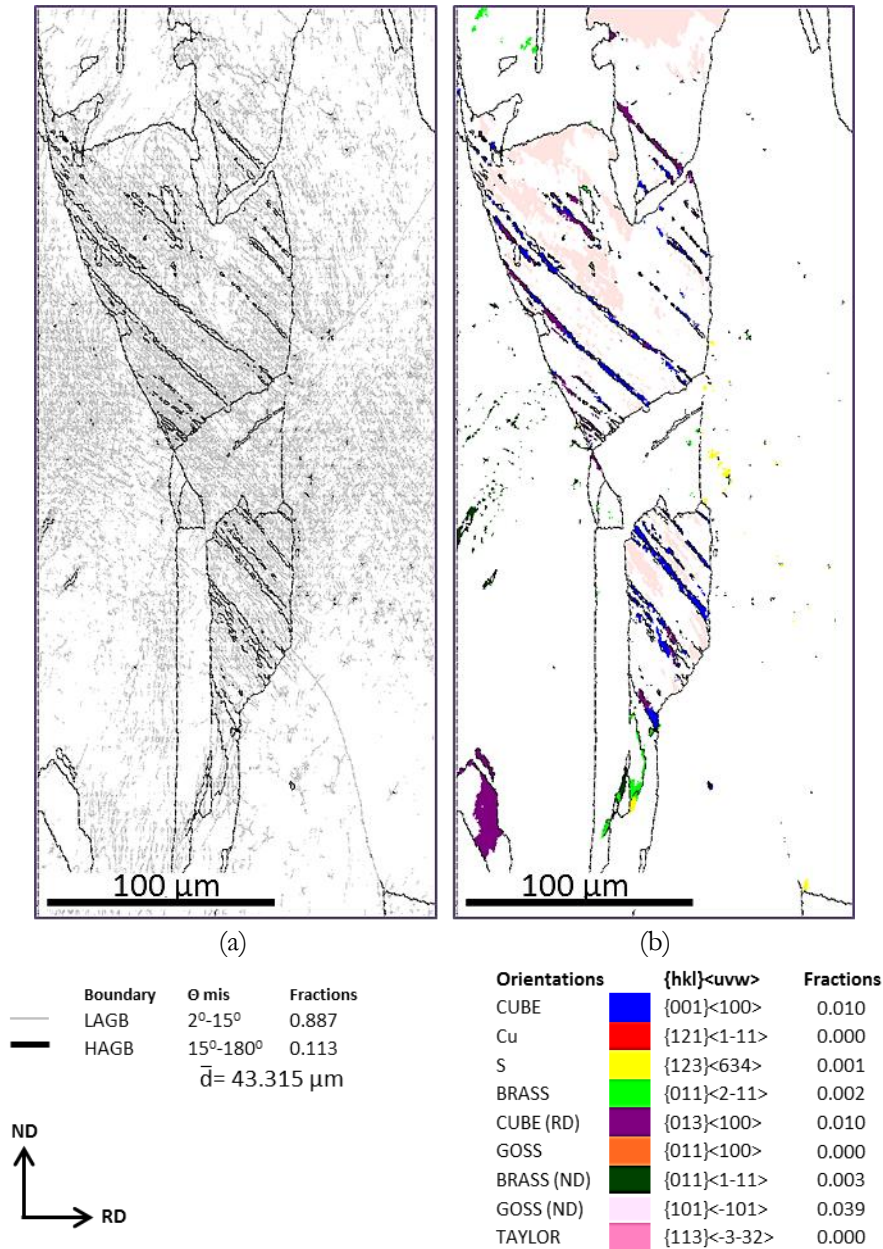 100 µm
100 µm
(a)
(b)
Boundary Θ mis Fractions
LAGB 2⁰-15⁰ 0.887
HAGB 15⁰-180⁰ 0.113
d̅= 43.315 µm
ND
RD
Orientations {hkl}<uvw> Fractions
CUBE {001}<100> 0.010
Cu {121}<1-11> 0.000
S {123}<634> 0.001
BRASS {011}<2-11> 0.002
CUBE (RD) {013}<100> 0.010
GOSS {011}<100> 0.000
BRASS (ND) {011}<1-11> 0.003
GOSS (ND) {101}<-101> 0.039
TAYLOR {113}<-3-32> 0.000